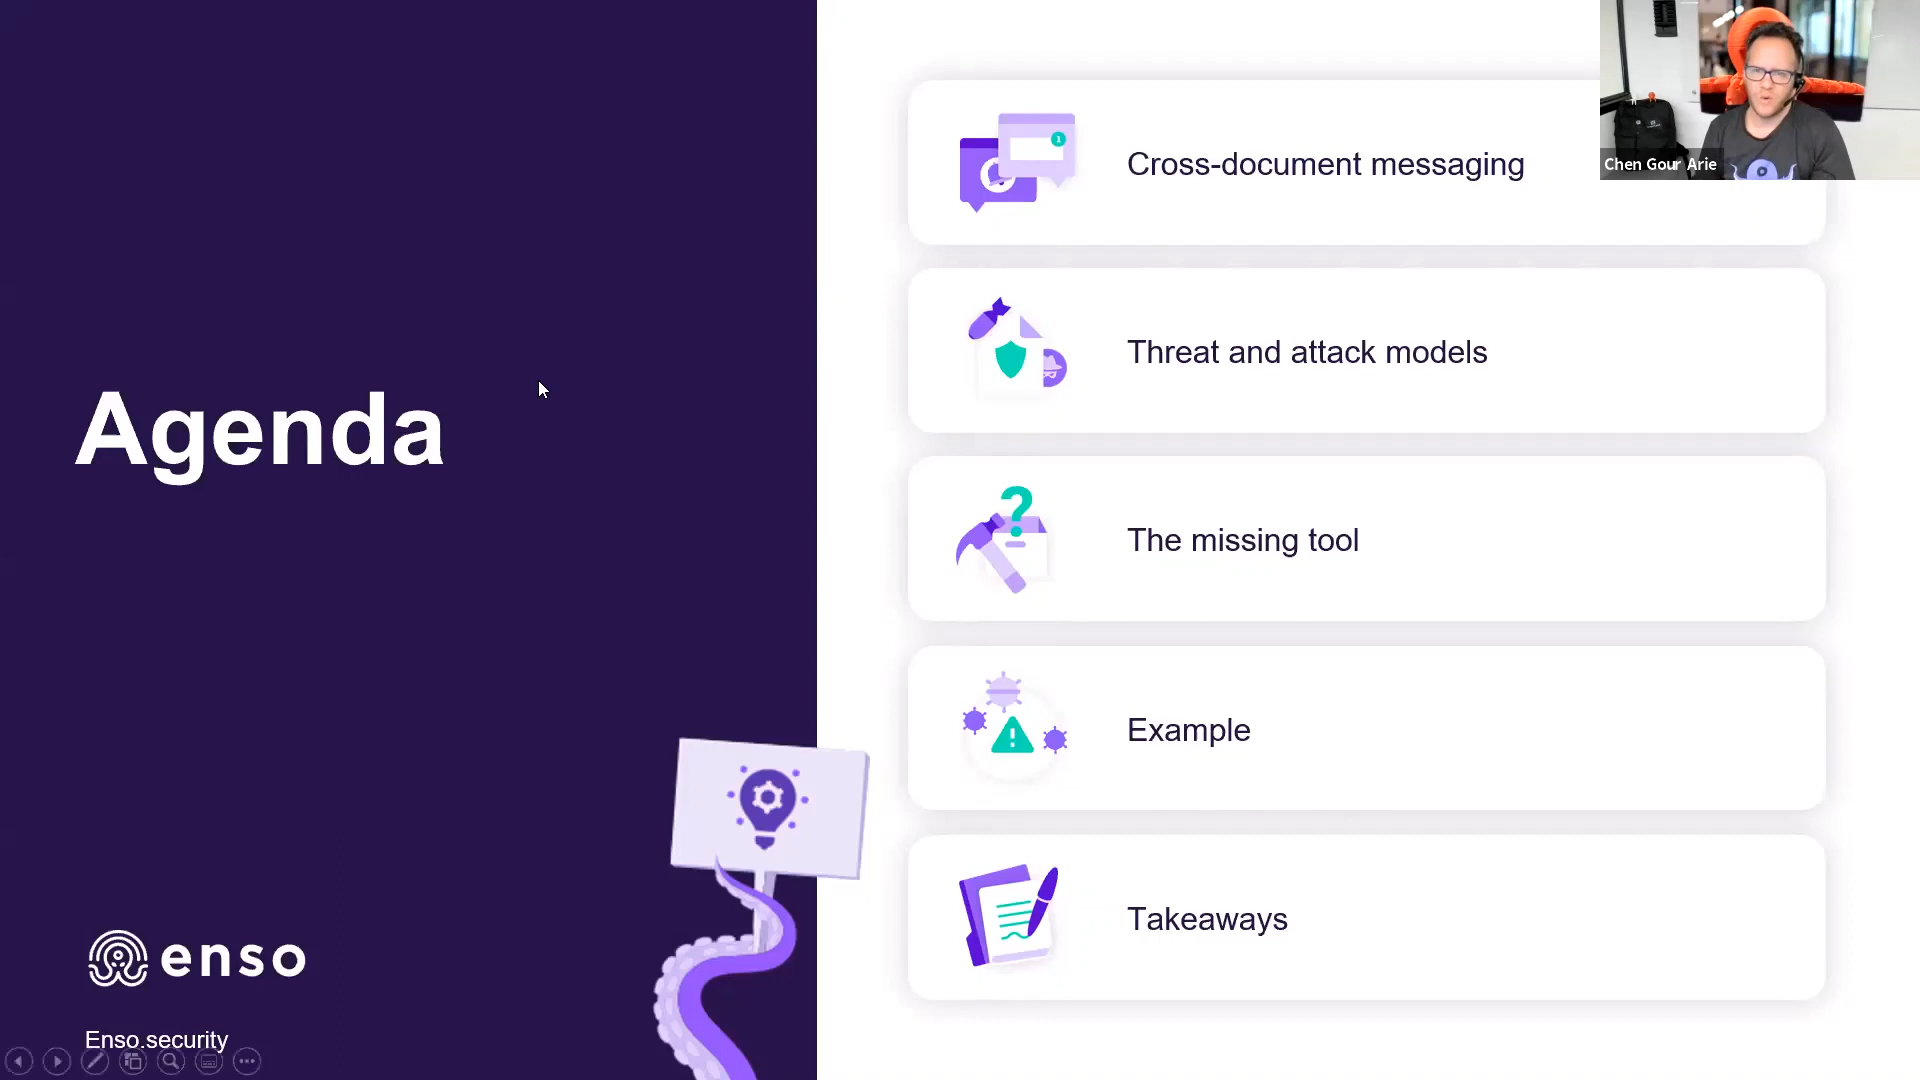 Agenda
Cross-document messaging
1
Chen Gour Arie
Threat and attack models
?
The missing tool
!
Example
Takeaways
enso
Enso.security